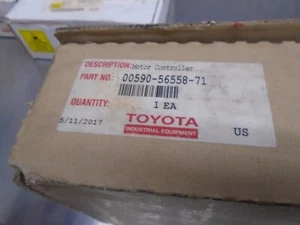 DESCRIPTION: Motor Controller
PART NO.: 00590-56558-71
QUANTITY: 1 EA
5/11/2017 TOYOTA US
INDUSTRIAL EQUIPMENT